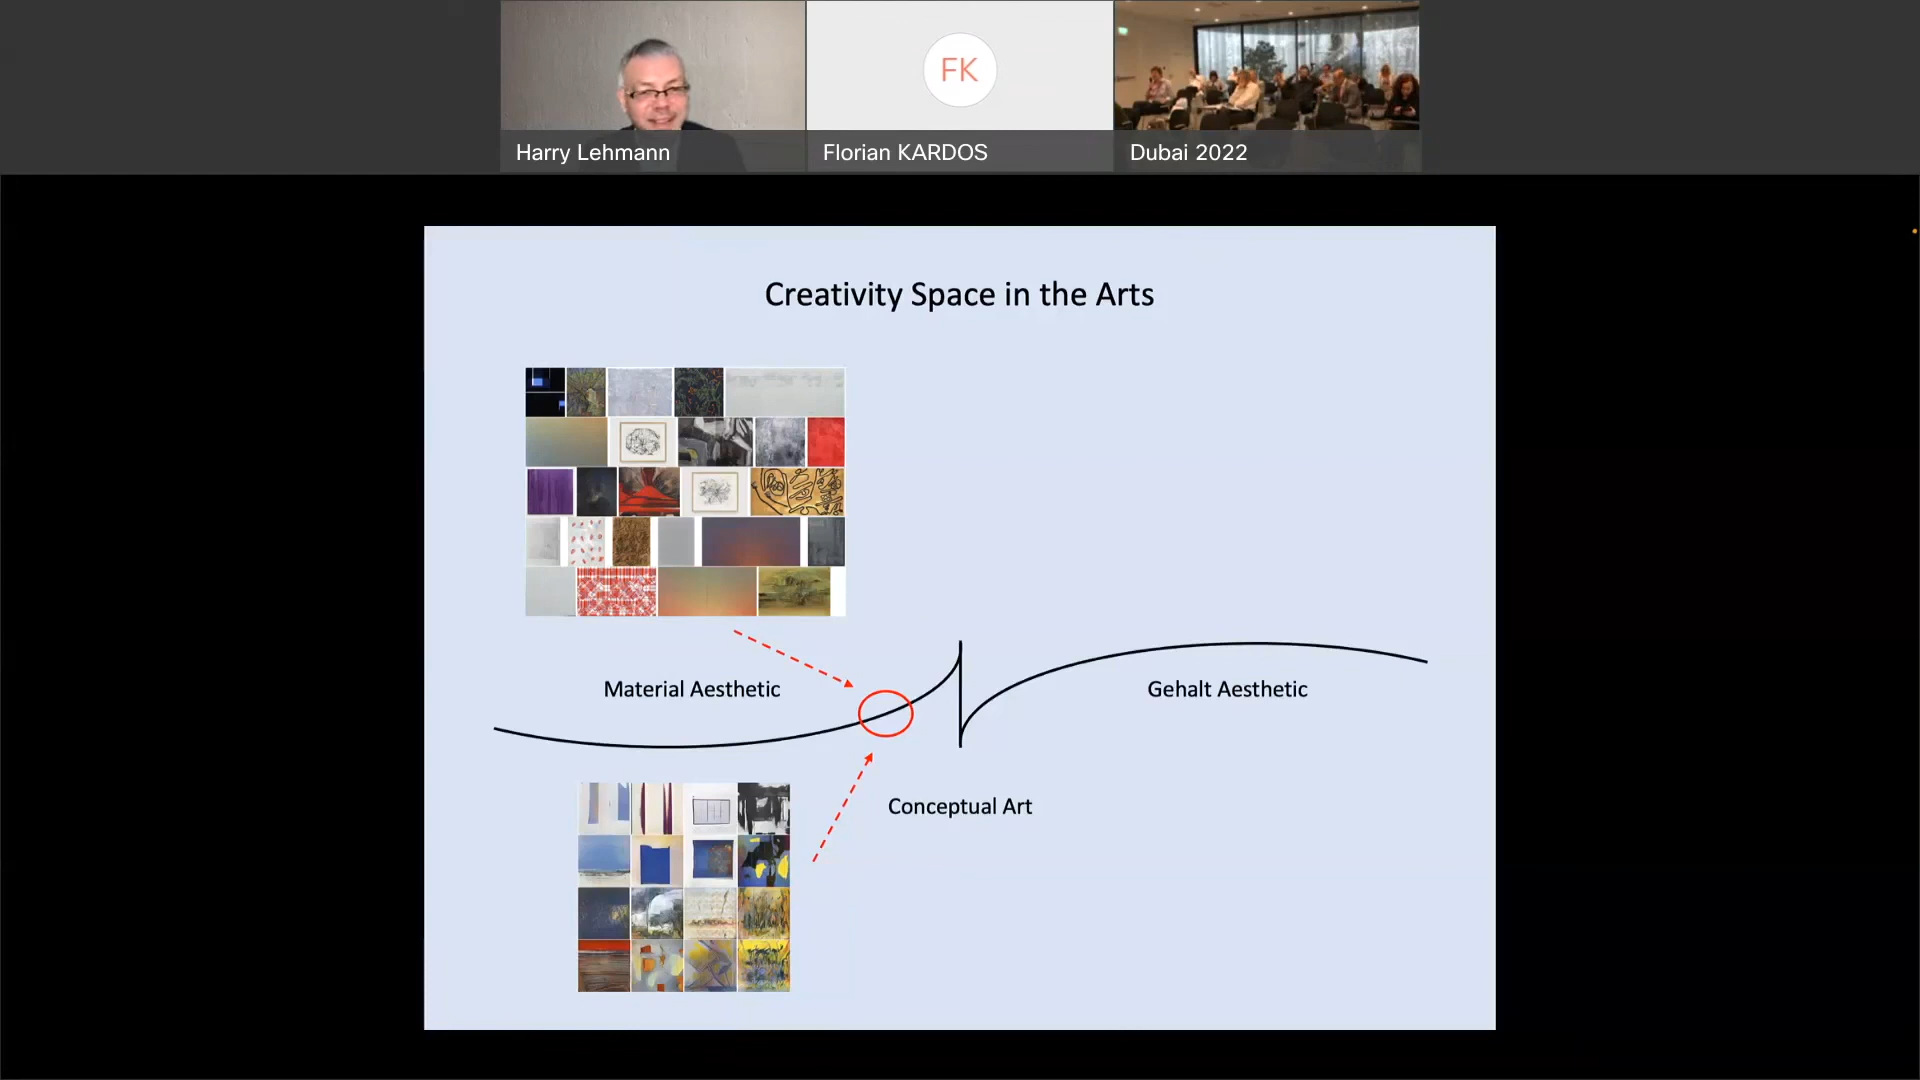 FK
Harry Lehmann
Florian KARDOS
Dubai 2022
Creativity Space in the Arts
Material Aesthetic
Gehalt Aesthetic
Conceptual Art